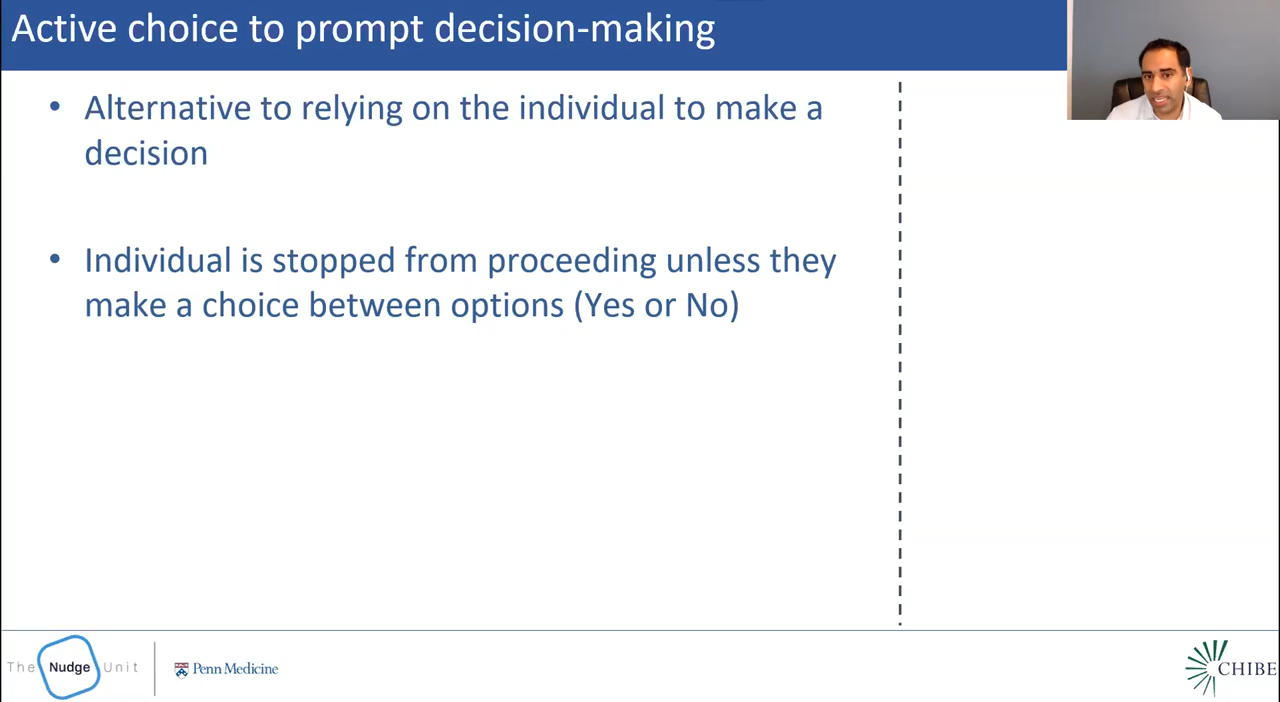 Active choice to prompt decision-making
• Alternative to relying on the individual to make a
decision
• Individual is stopped from proceeding unless they
make a choice between options (Yes or No)
The Nudge Unit
Penn Medicine
CHIBE